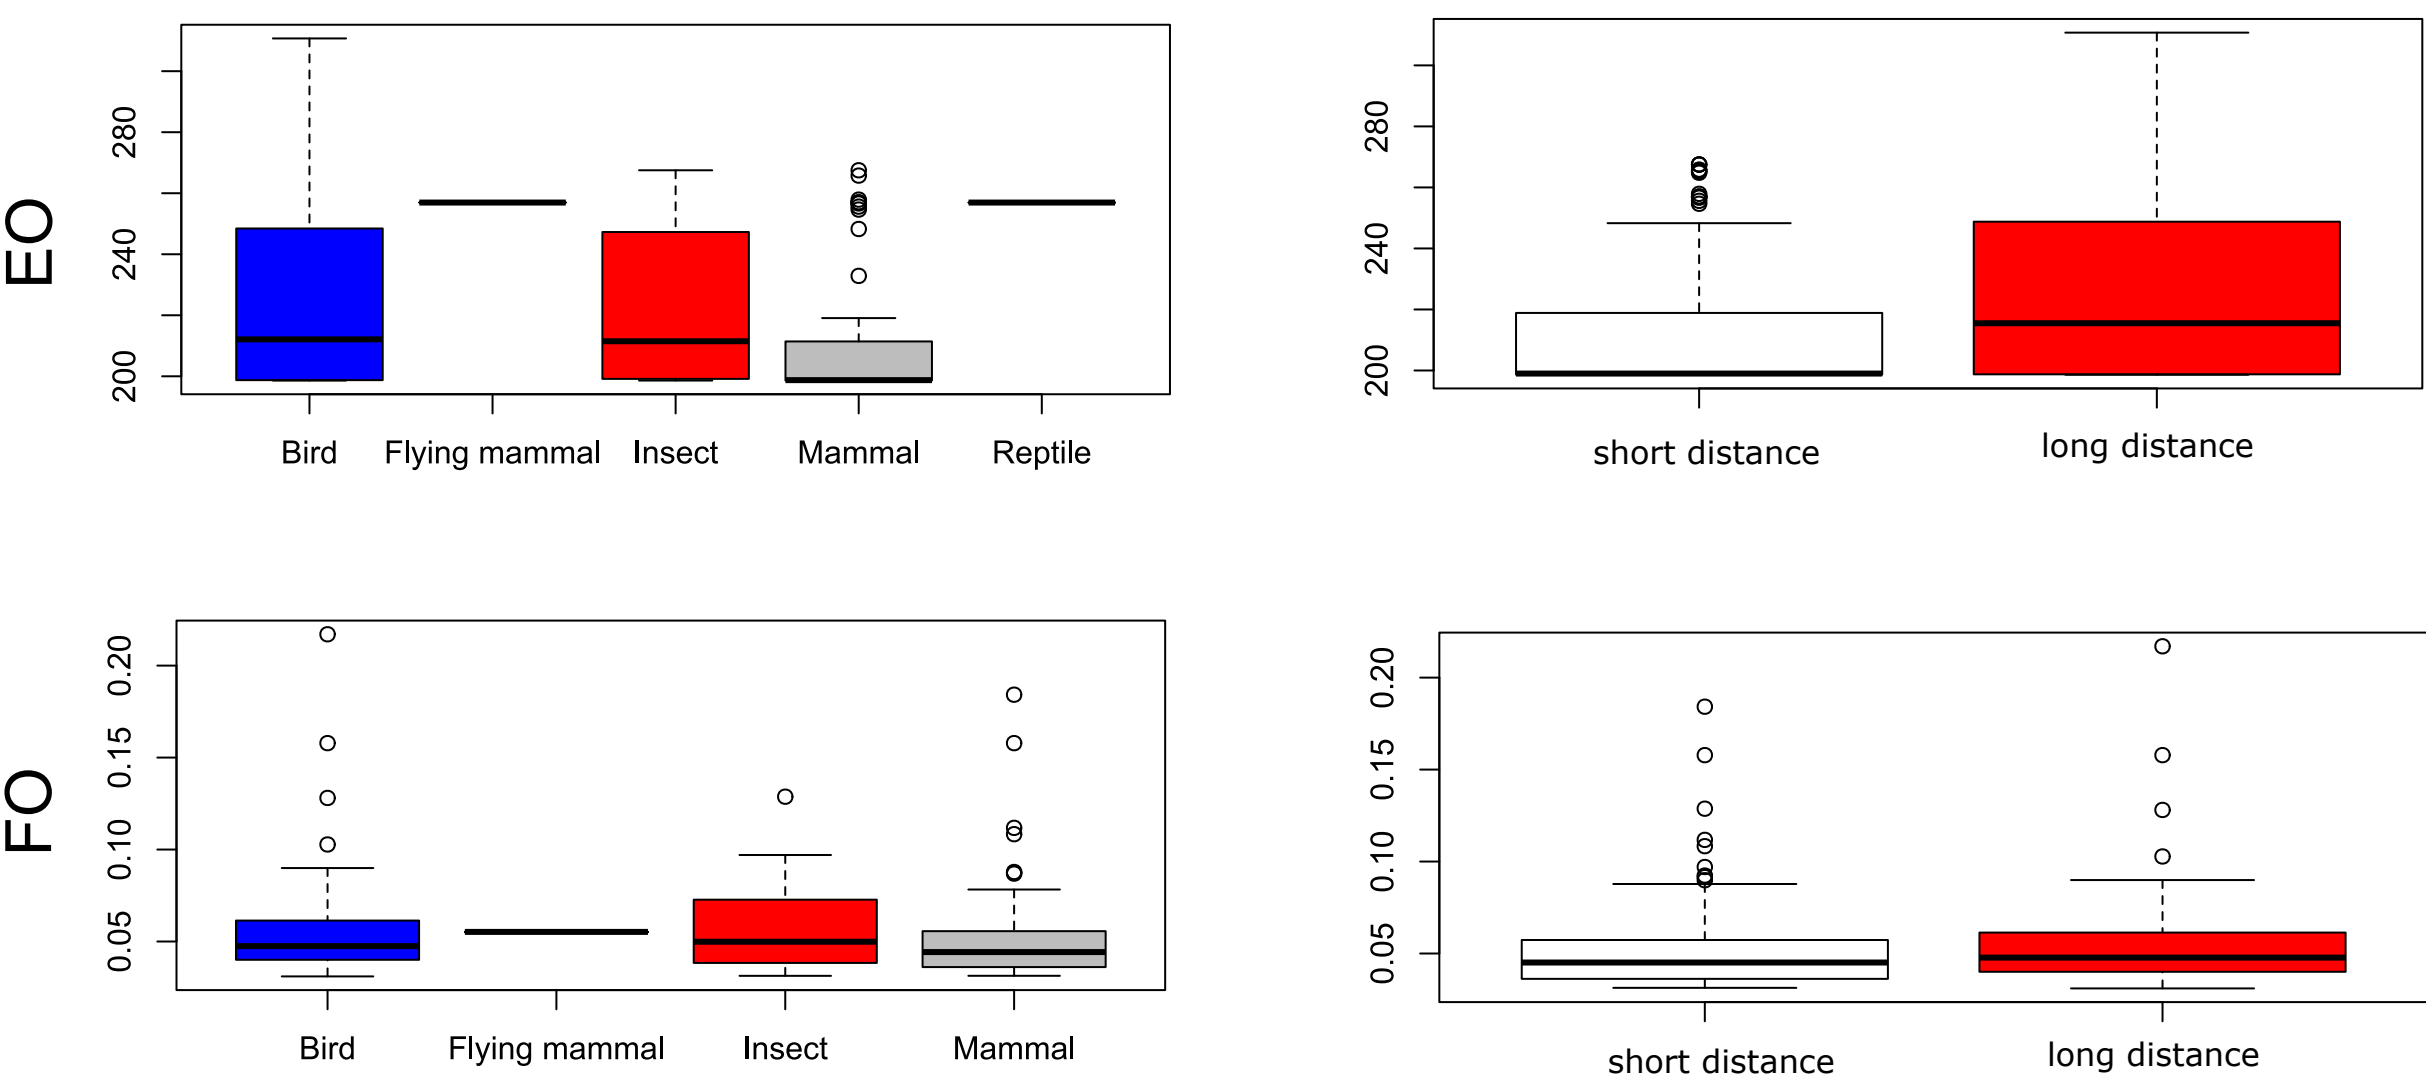 EO
280
240
200
Bird Flying mammal Insect Mammal Reptile
280
240
200
short distance long distance
FO
0.20
0.15
0.10
0.05
Bird Flying mammal Insect Mammal
0.20
0.15
0.10
0.05
short distance long distance